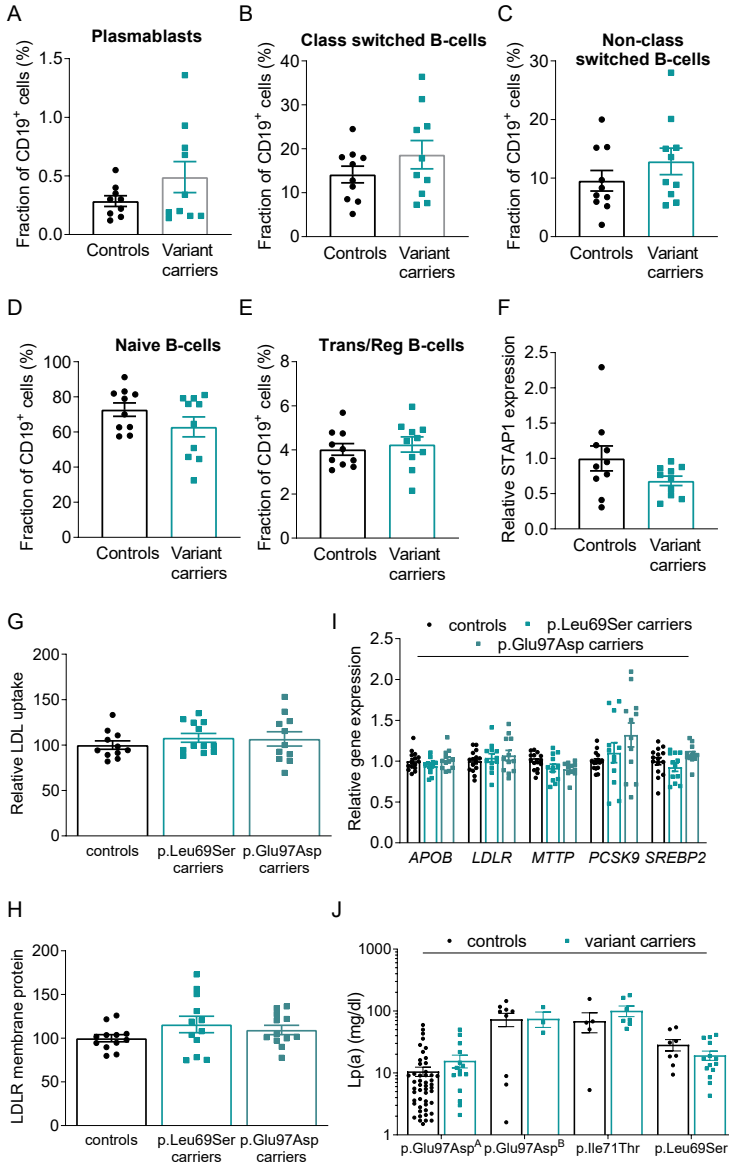 A
Plasmablasts
Fraction of CD19+ cells (%)
1.5
1.0
0.5
0.0
Controls
Variant
carriers
B
Class switched B-cells
Fraction of CD19+ cells (%)
40
30
20
10
0
Controls
Variant
carriers
C
Non-class
switched B-cells
Fraction of CD19+ cells (%)
30
20
10
0
Controls
Variant
carriers
D
Naive B-cells
Fraction of CD19+ cells (%)
100
80
60
40
20
0
Controls
Variant
carriers
E
Trans/Reg B-cells
Fraction of CD19+ cells (%)
8
6
4
2
0
Controls
Variant
carriers
F
Relative STAP1 expression
2.5
2.0
1.5
1.0
0.5
0.0
Controls
Variant
carriers
G
Relative LDL uptake
200
150
100
50
0
controls
p.Leu69Ser
carriers
p.Glu97Asp
carriers
I
controls
p.Leu69Ser carriers
p.Glu97Asp carriers
Relative gene expression
2.5
2.0
1.5
1.0
0.5
0.0
APOB
LDLR
MTTP
PCSK9
SREBP2
H
LDLR membrane protein
200
150
100
50
0
controls
p.Leu69Ser
carriers
p.Glu97Asp
carriers
J
controls
variant carriers
Lp(a) (mg/dl)
1000
100
10
1
p.Glu97AspA
p.Glu97AspB
p.Ile71Thr
p.Leu69Ser